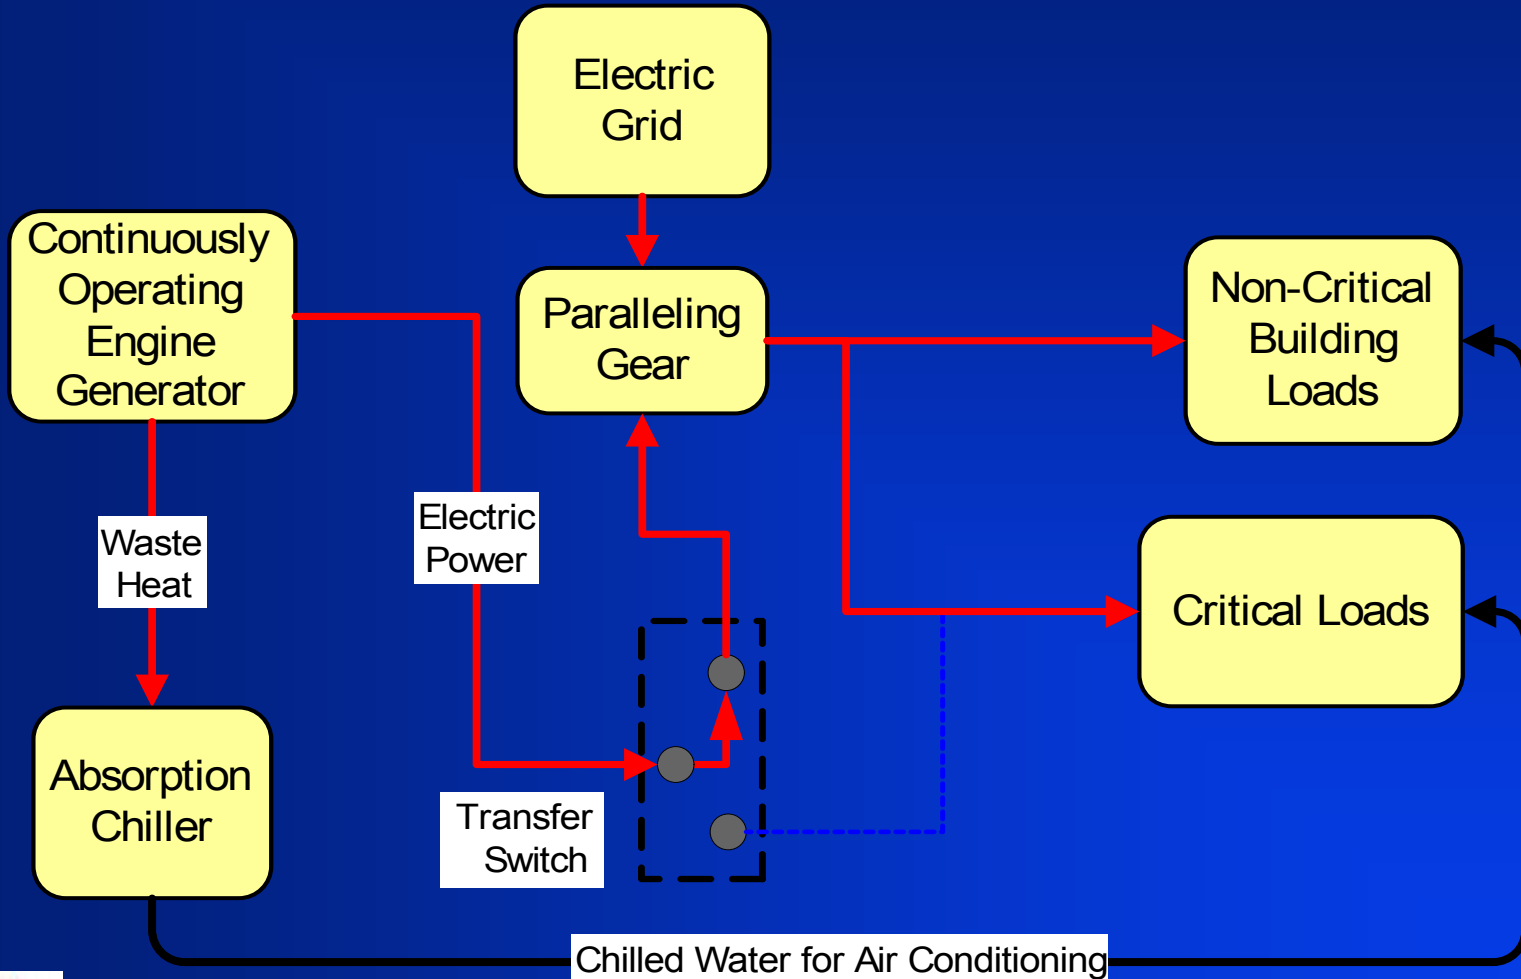 Electric
Grid
Continuously
Operating
Engine
Generator
Paralleling
Gear
Non-Critical
Building
Loads
Electric
Power
Waste
Heat
Critical Loads
Absorption
Chiller
Transfer
Switch
Chilled Water for Air Conditioning